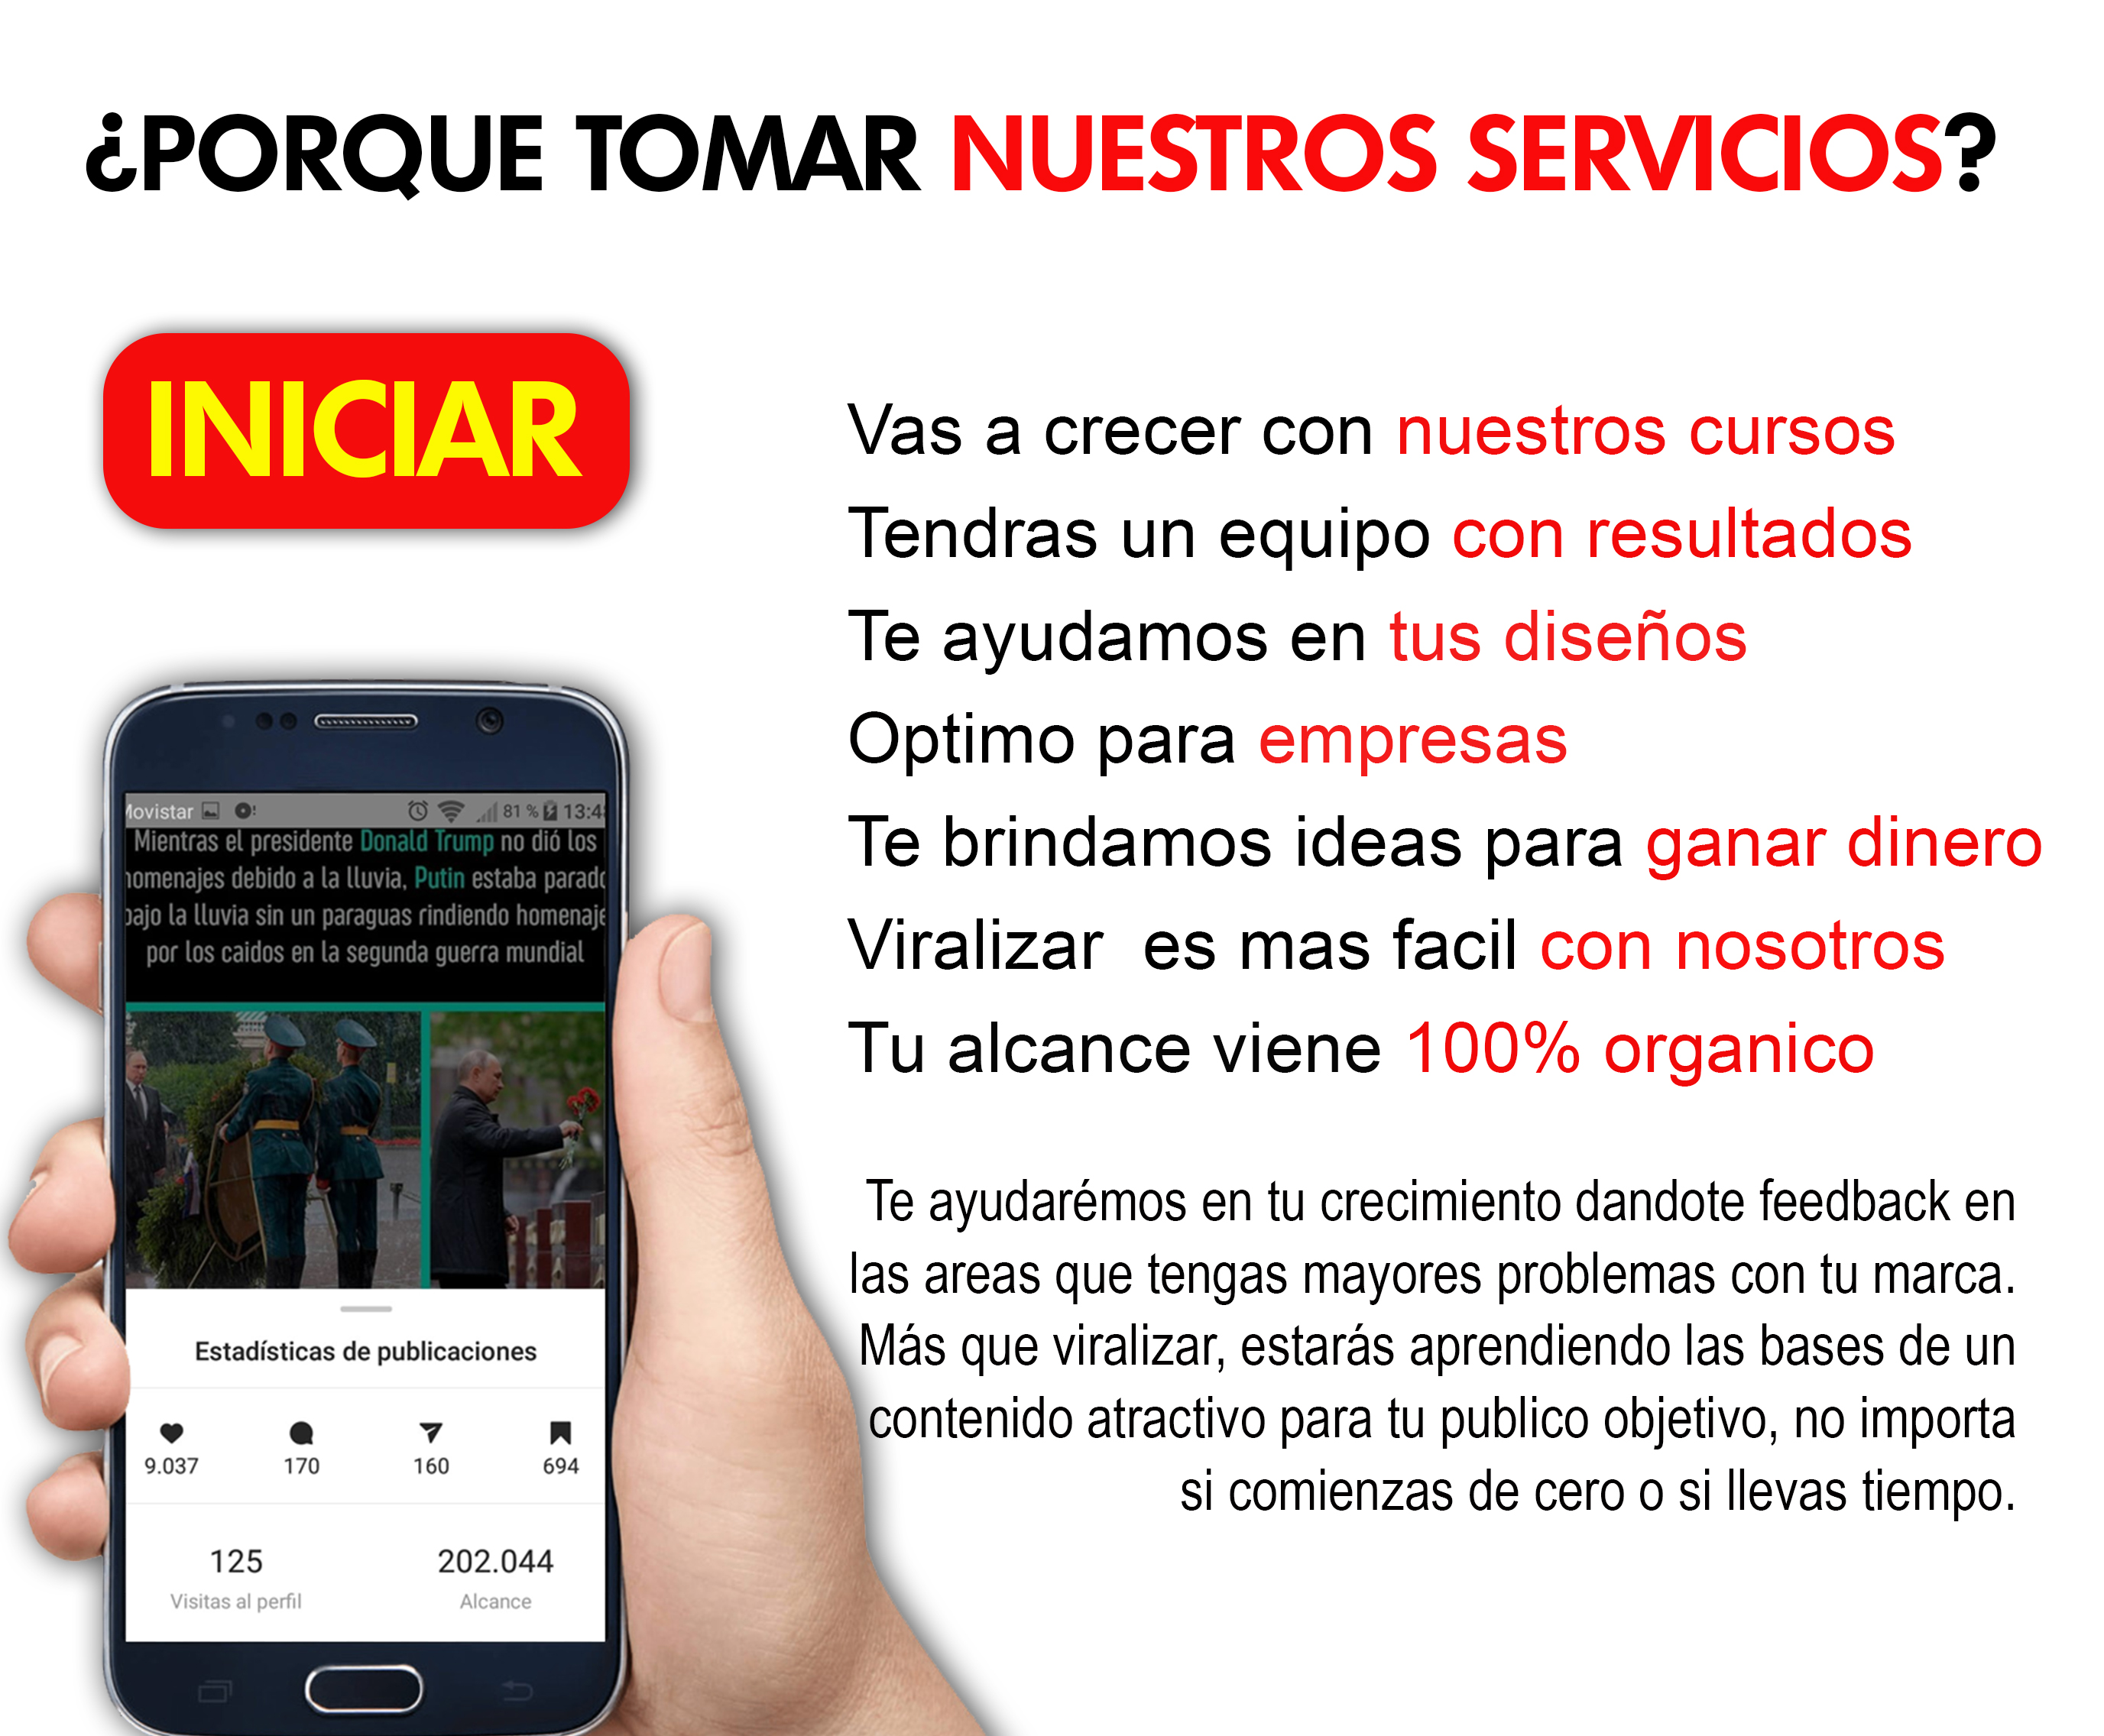 ¿PORQUE TOMAR NUESTROS SERVICIOS?
INICIAR
Vas a crecer con nuestros cursos
Tendras un equipo con resultados
Te ayudamos en tus diseños
Optimo para empresas
Te brindamos ideas para ganar dinero
Viralizar  es mas facil con nosotros
Tu alcance viene 100% organico
Te ayudarémos en tu crecimiento dandote feedback en
las areas que tengas mayores problemas con tu marca.
Más que viralizar, estarás aprendiendo las bases de un
contenido atractivo para tu publico objetivo, no importa
si comienzas de cero o si llevas tiempo.
Movistar 81 % 13:48
Mientras el presidente Donald Trump no dió los
homenajes debido a la lluvia, Putin estaba parado
bajo la lluvia sin un paraguas rindiendo homenaje
por los caidos en la segunda guerra mundial
Estadísticas de publicaciones
9.037 170 160 694
125 202.044
Visitas al perfil Alcance